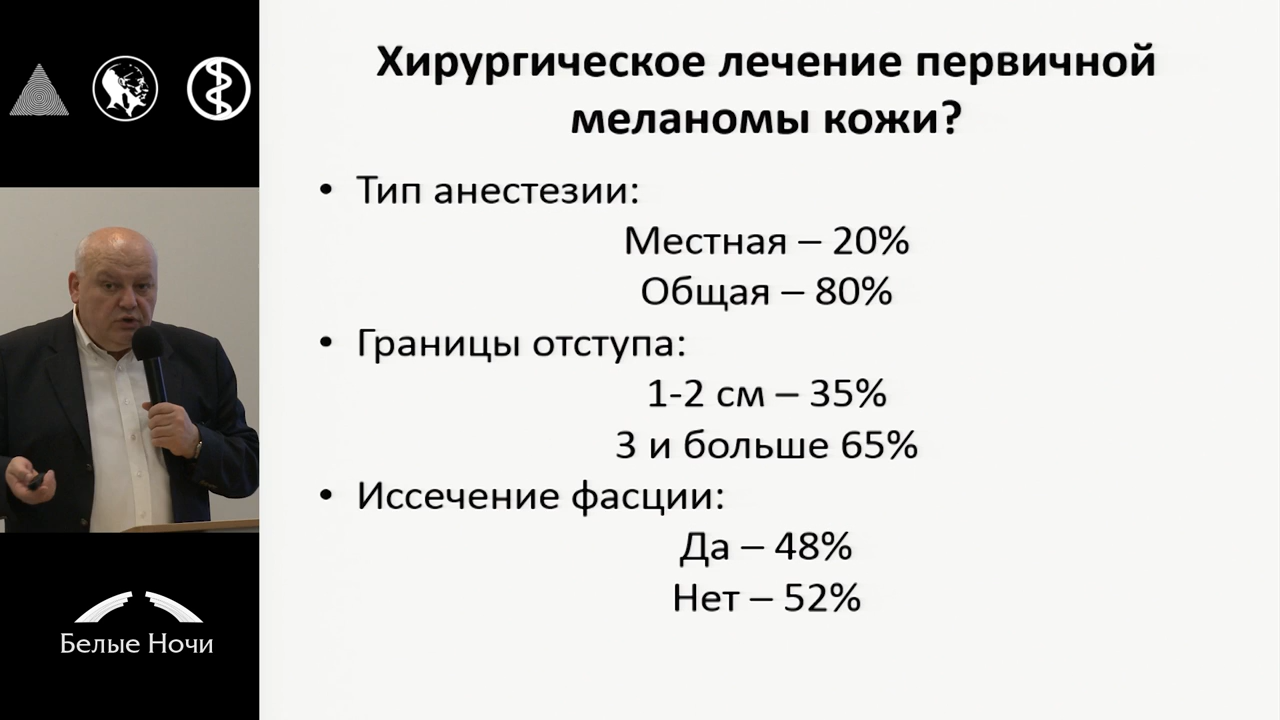 Хирургическое лечение первичной
меланомы кожи?
• Тип анестезии:
Местная – 20%
Общая – 80%
• Границы отступа:
1-2 см – 35%
3 и больше 65%
• Иссечение фасции:
Да – 48%
Нет – 52%
Белые Ночи